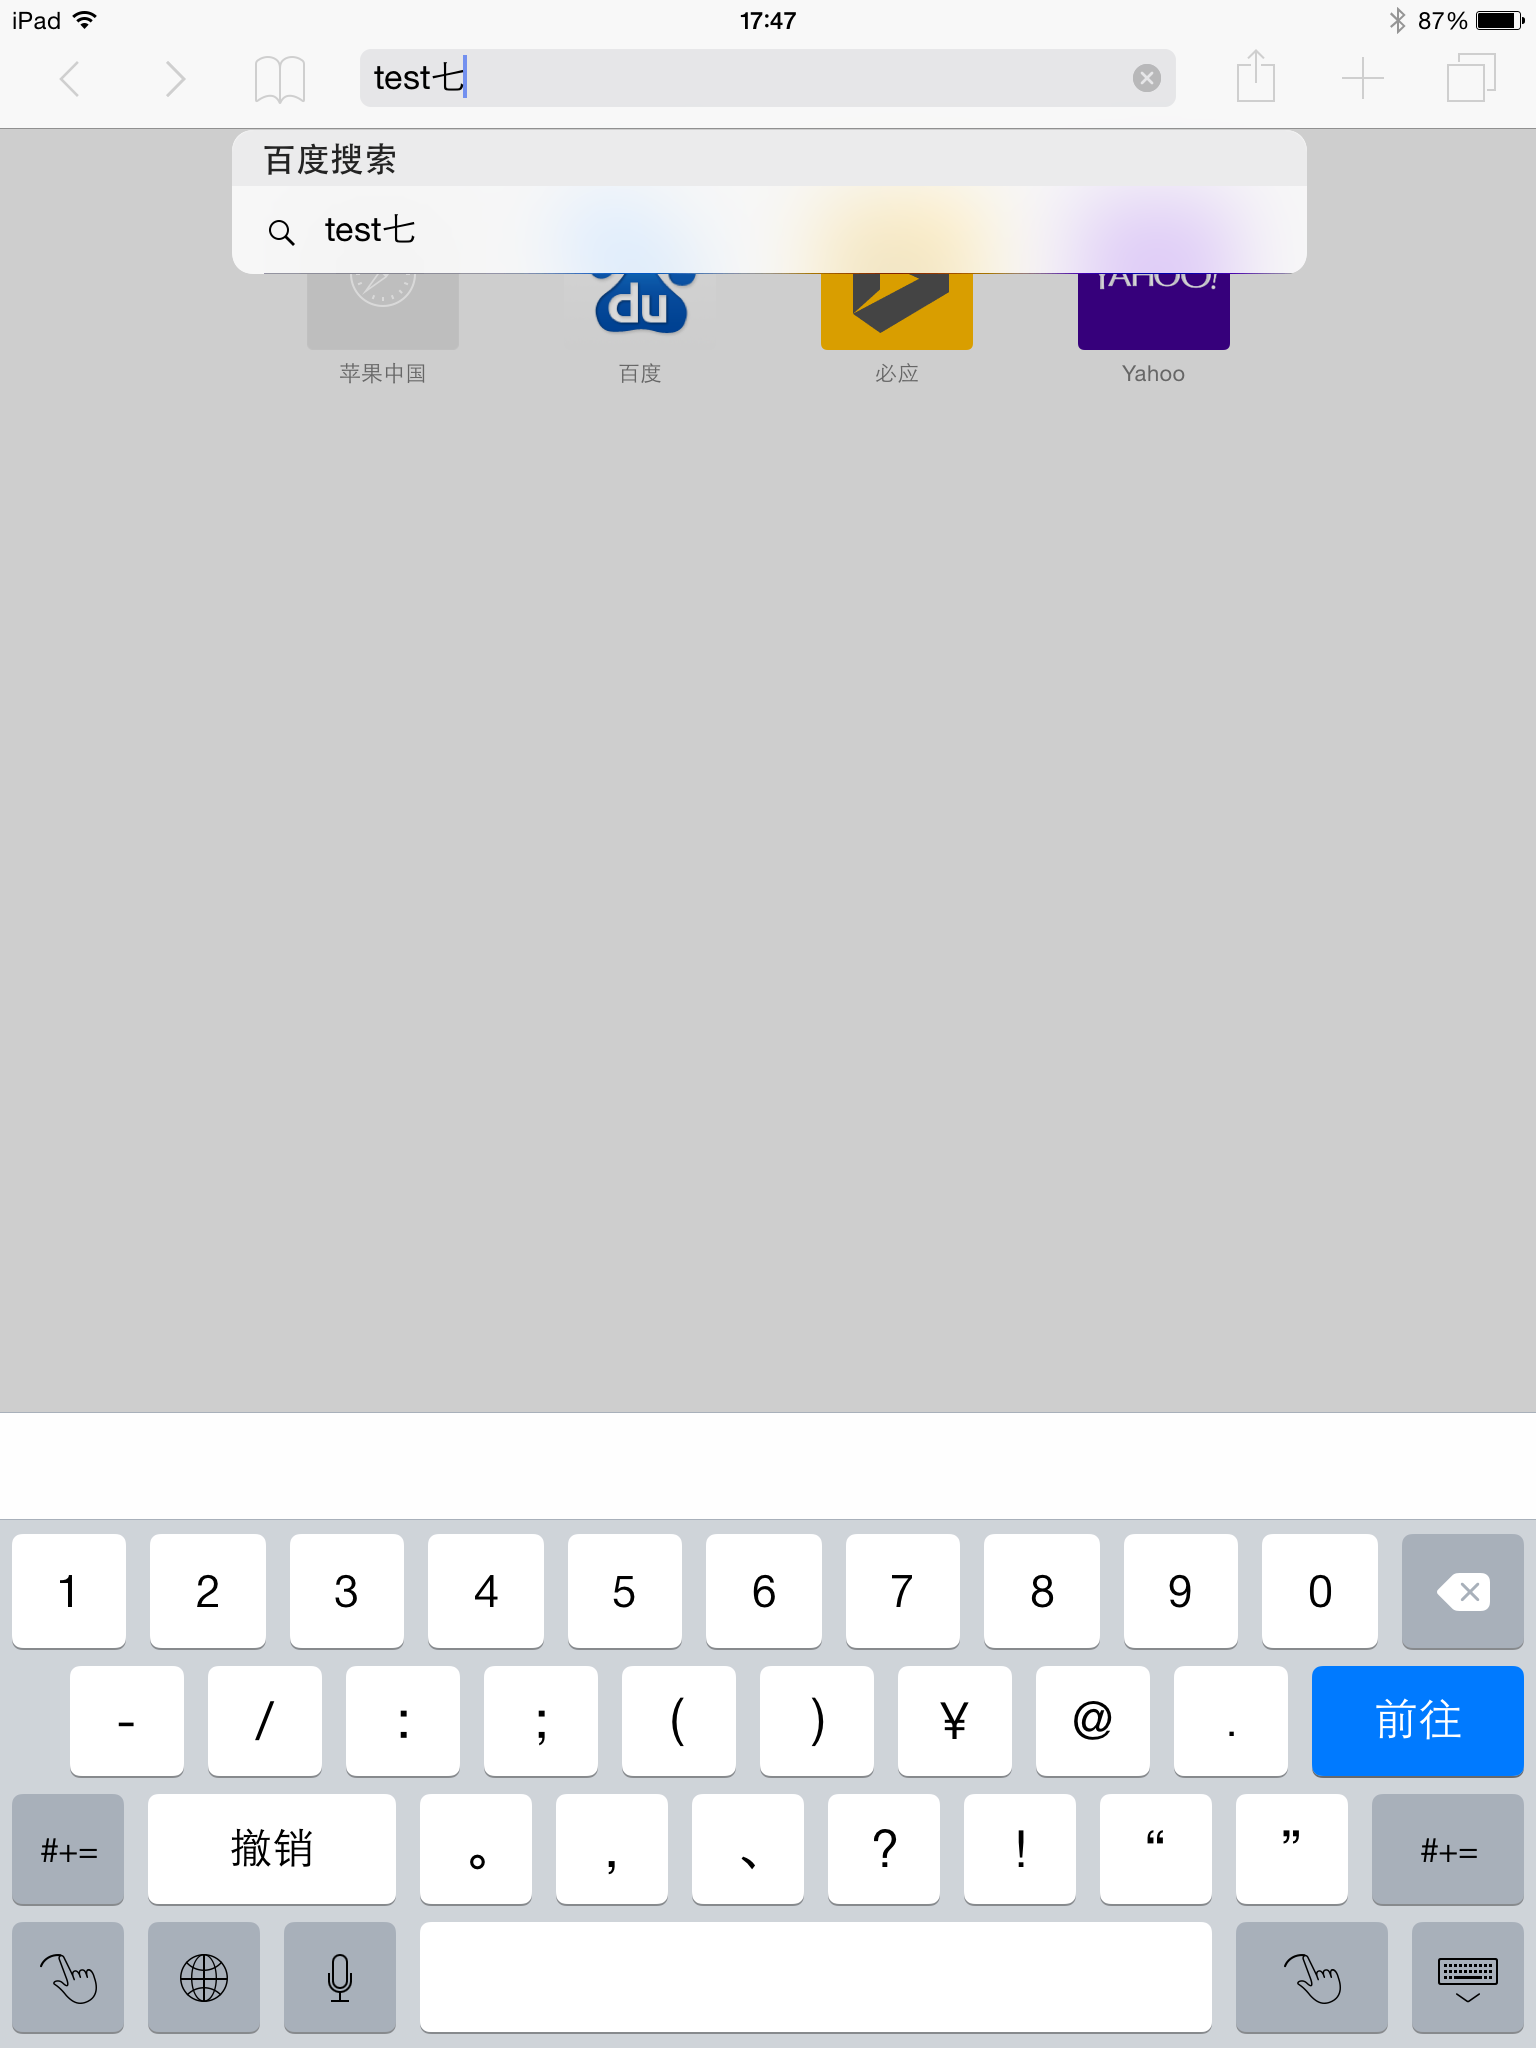 iPad 17:47 87%
test七
百度搜索
test七
du YAHOO!
苹果中国 百度 必应 Yahoo
1 2 3 4 5 6 7 8 9 0
- / : ; ( ) ¥ @ . 前往
#+= 撤销 。 , 、 ? ! “ ” #+=